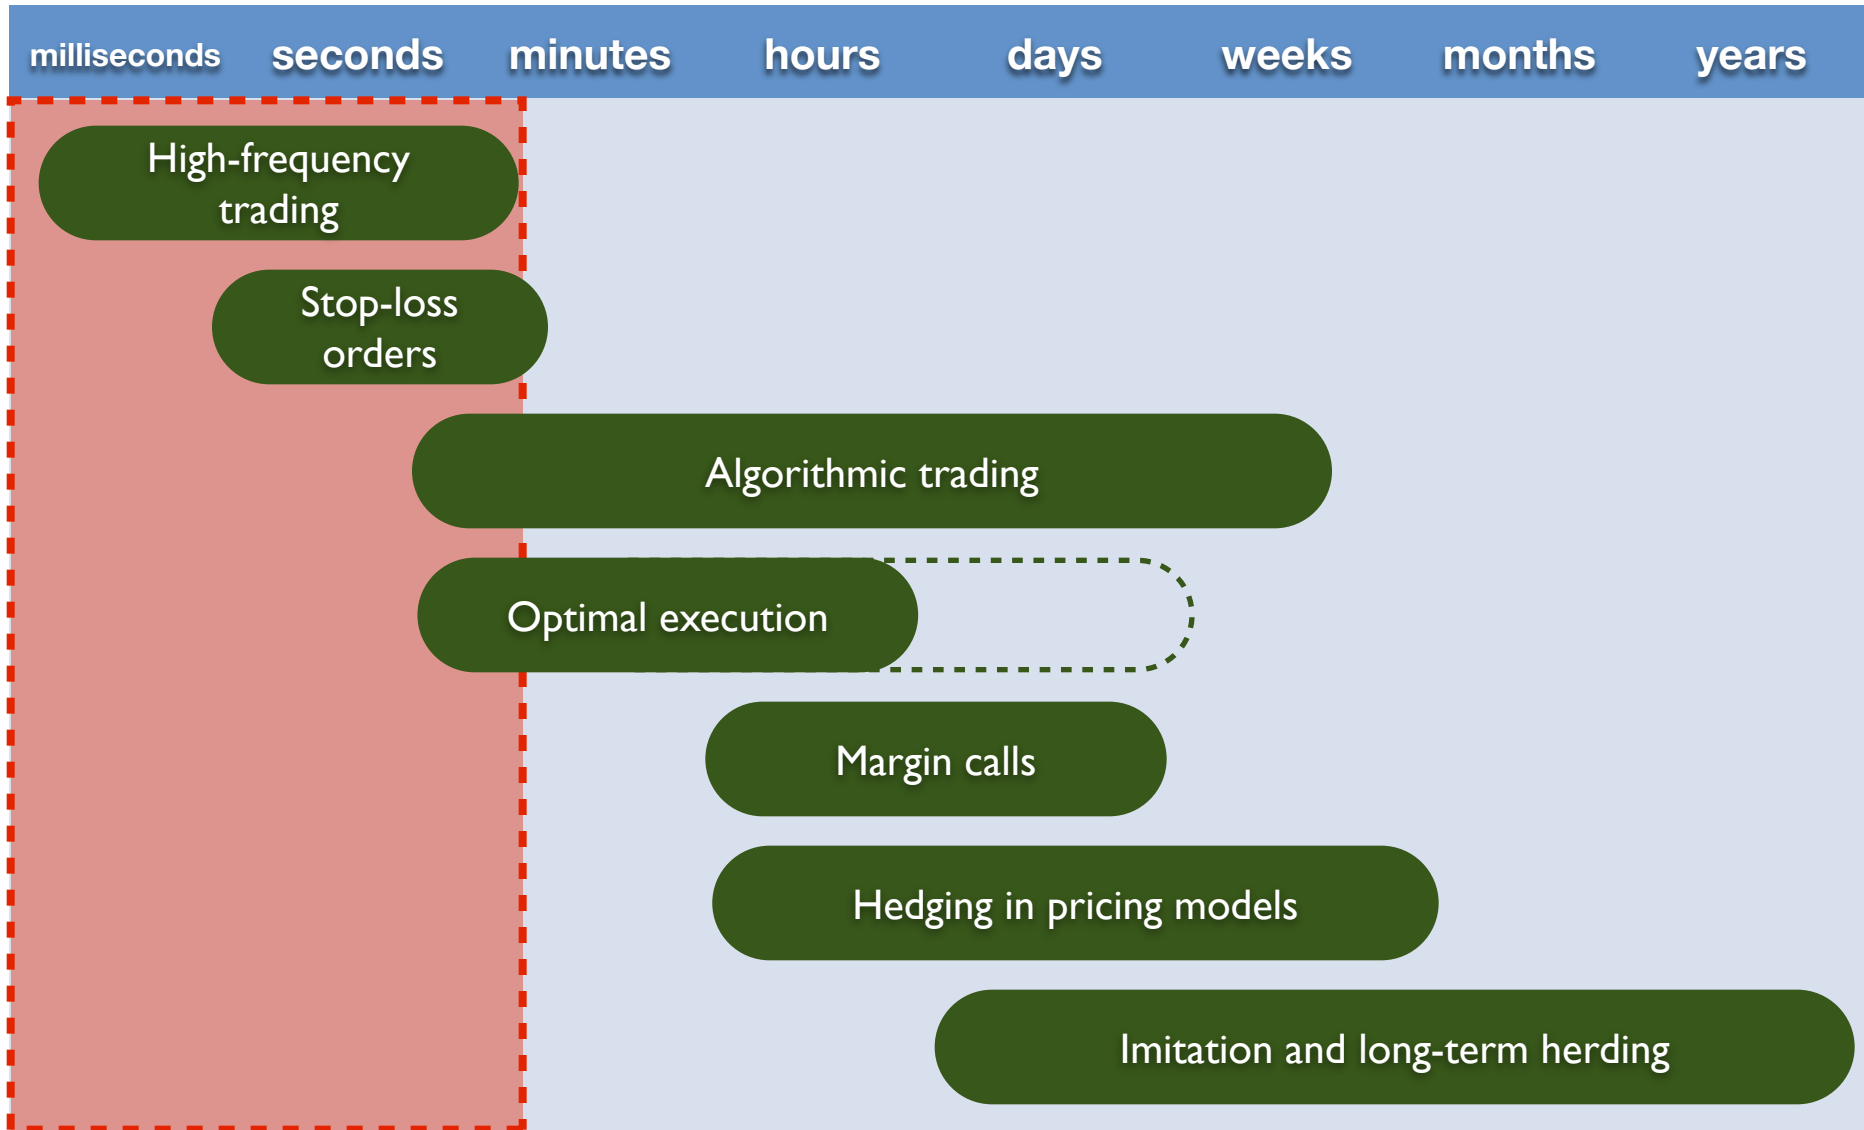 milliseconds seconds minutes hours days weeks months years
High-frequency
trading
Stop-loss
orders
Algorithmic trading
Optimal execution
Margin calls
Hedging in pricing models
Imitation and long-term herding